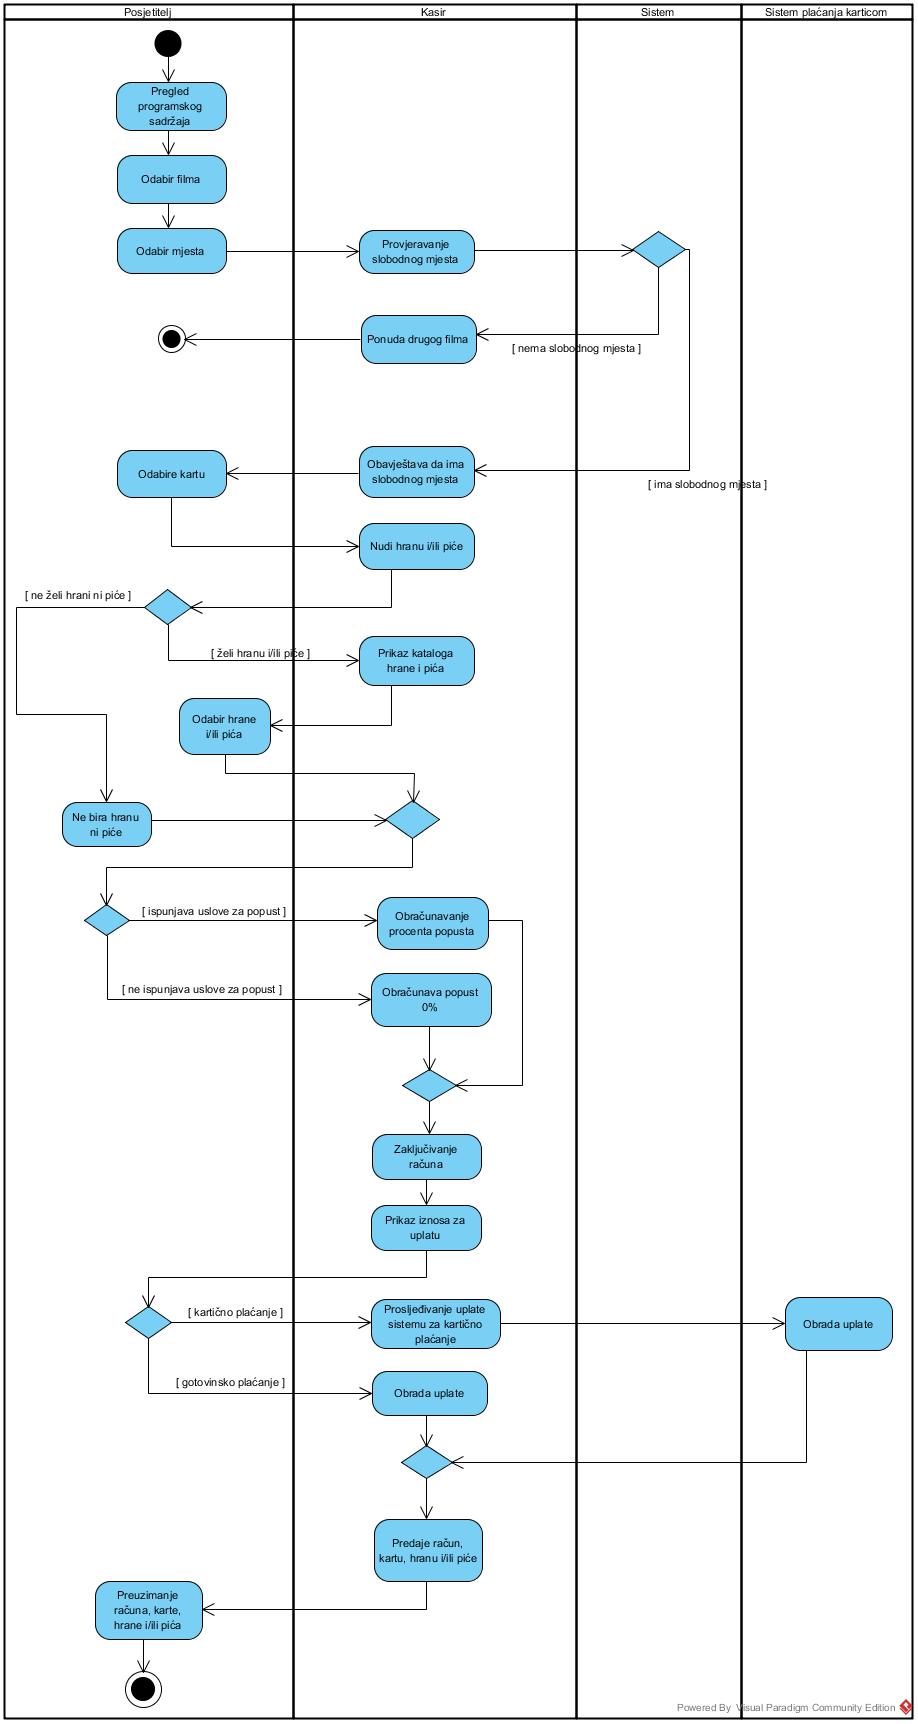 Posjetitelj
Kasir
Sistem
Sistem plaćanja karticom
Pregled
programskog
sadržaja
Odabir filma
Odabir mjesta
Provjeravanje
slobodnog mjesta
Ponuda drugog filma
[ nema slobodnog mjesta ]
Obavještava da ima
slobodnog mjesta
Odabire kartu
[ ima slobodnog mjesta ]
Nudi hranu i/ili piće
[ ne želi hrani ni piće ]
[ želi hranu i/ili piće ]
Prikaz kataloga
hrane i pića
Odabir hrane
i/ili pića
Ne bira hranu
ni piće
[ ispunjava uslove za popust ]
Obračunavanje
procenta popusta
[ ne ispunjava uslove za popust ]
Obračunava popust
0%
Zaključivanje
računa
Prikaz iznosa za
uplatu
[ kartično plaćanje ]
Prosljeđivanje uplate
sistemu za kartično
plaćanje
Obrada uplate
[ gotovinsko plaćanje ]
Obrada uplate
Predaje račun,
kartu, hranu i/ili piće
Preuzimanje
računa, karte,
hrane i/ili pića
Powered By Visual Paradigm Community Edition